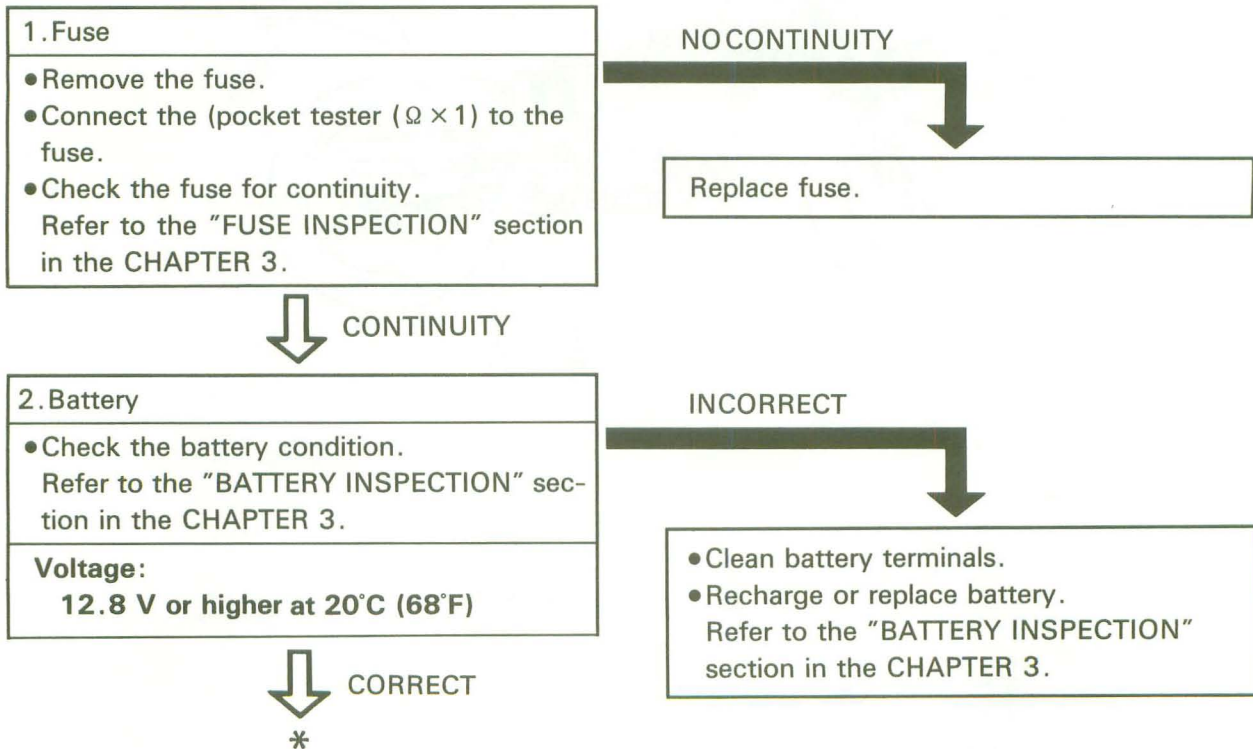 1.Fuse
NO CONTINUITY
●Remove the fuse.
●Connect the (pocket tester (Ω×1) to the
fuse.
●Check the fuse for continuity.
Refer to the "FUSE INSPECTION" section
in the CHAPTER 3.
Replace fuse.
CONTINUITY
2.Battery
INCORRECT
●Check the battery condition.
Refer to the "BATTERY INSPECTION" sec-
tion in the CHAPTER 3.
Voltage:
12.8 V or higher at 20°C (68°F)
●Clean battery terminals.
●Recharge or replace battery.
Refer to the "BATTERY INSPECTION"
section in the CHAPTER 3.
CORRECT
*